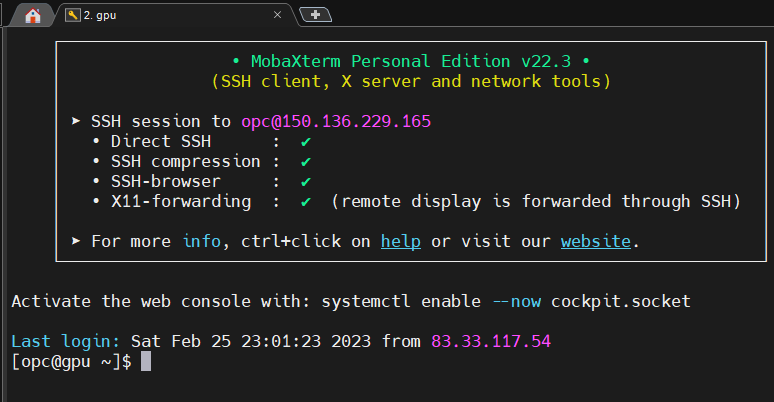 2. gpu
• MobaXterm Personal Edition v22.3 •
(SSH client, X server and network tools)
➤ SSH session to opc@150.136.229.165
• Direct SSH : ✔
• SSH compression : ✔
• SSH-browser : ✔
• X11-forwarding : ✔ (remote display is forwarded through SSH)
➤ For more info, ctrl+click on help or visit our website.
Activate the web console with: systemctl enable --now cockpit.socket
Last login: Sat Feb 25 23:01:23 2023 from 83.33.117.54
[opc@gpu ~]$